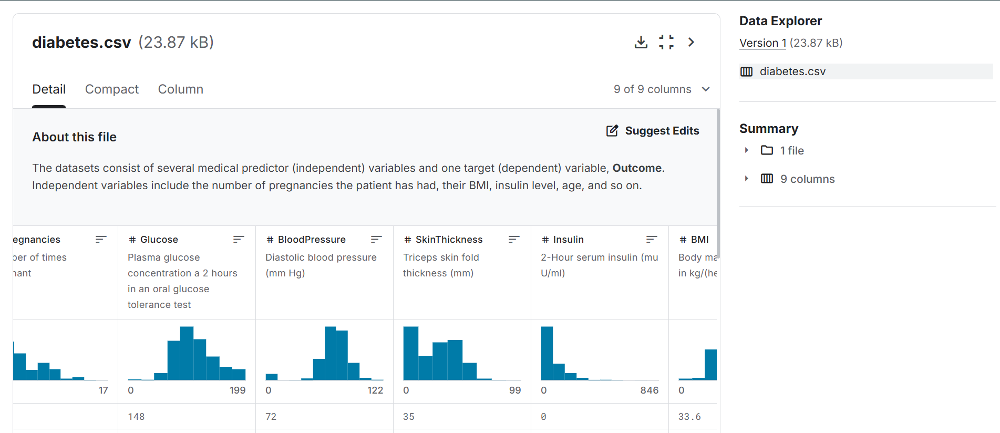 diabetes.csv (23.87 kB)
Detail Compact Column 9 of 9 columns
About this file
Suggest Edits
The datasets consist of several medical predictor (independent) variables and one target (dependent) variable, Outcome.
Independent variables include the number of pregnancies the patient has had, their BMI, insulin level, age, and so on.
egnancies
ber of times
nant
17
# Glucose
Plasma glucose
concentration a 2 hours
in an oral glucose
tolerance test
0 199
148
# BloodPressure
Diastolic blood pressure
(mm Hg)
0 122
72
# SkinThickness
Triceps skin fold
thickness (mm)
0 99
35
# Insulin
2-Hour serum insulin (mu
U/ml)
0 846
0
# BMI
Body ma
in kg/(he
0
33.6
Data Explorer
Version 1 (23.87 kB)
diabetes.csv
Summary
1 file
9 columns